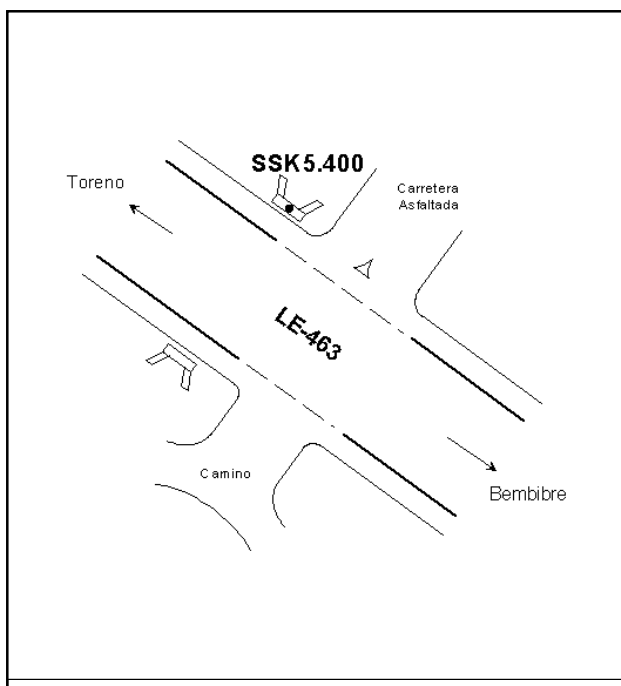 SSK5.400
Toreno
Carretera
Asfaltada
LE-463
Camino
Bembibre